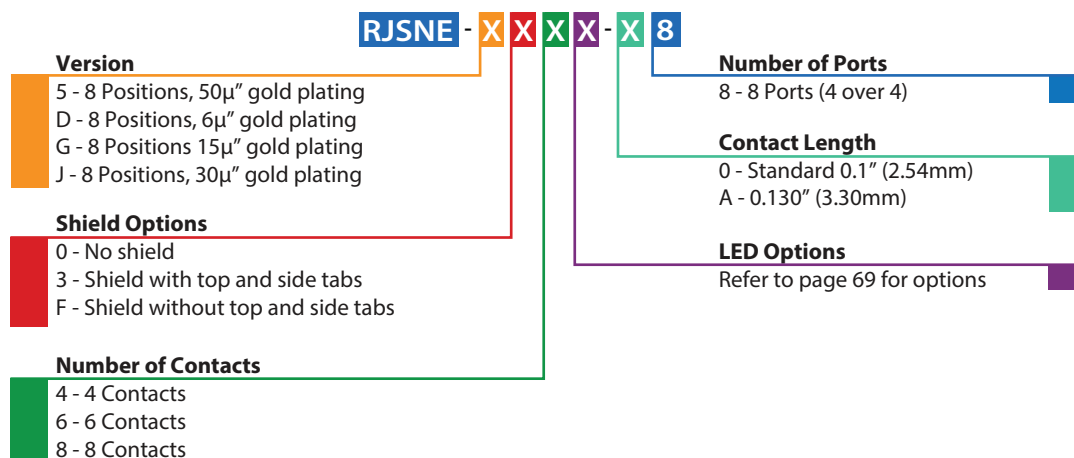 RJSNE - X X X X - X 8
Version
5 - 8 Positions, 50µ” gold plating
D - 8 Positions, 6µ” gold plating
G - 8 Positions 15µ” gold plating
J - 8 Positions, 30µ” gold plating
Shield Options
0 - No shield
3 - Shield with top and side tabs
F - Shield without top and side tabs
Number of Contacts
4 - 4 Contacts
6 - 6 Contacts
8 - 8 Contacts
Number of Ports
8 - 8 Ports (4 over 4)
Contact Length
0 - Standard 0.1” (2.54mm)
A - 0.130” (3.30mm)
LED Options
Refer to page 69 for options